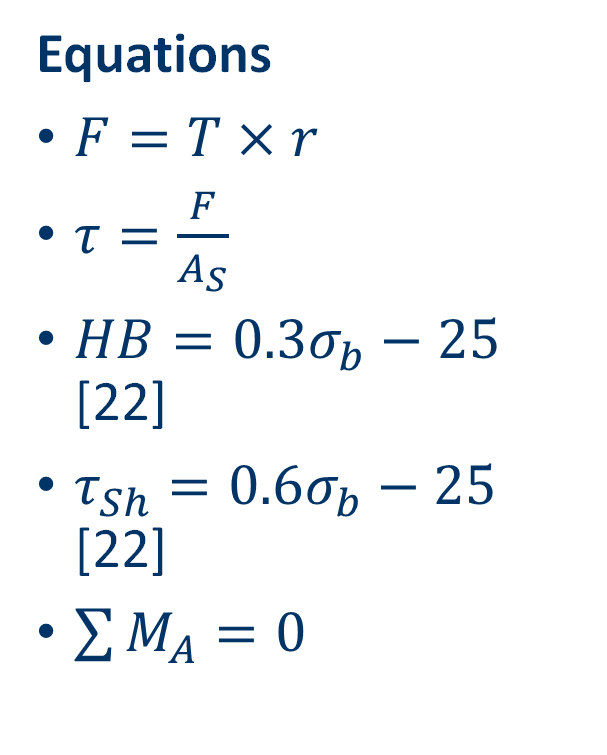 Equations
• F = T × r
• τ = F/A_S
• HB = 0.3σ_b − 25
[22]
• τ_Sh = 0.6σ_b − 25
[22]
• ∑ M_A = 0